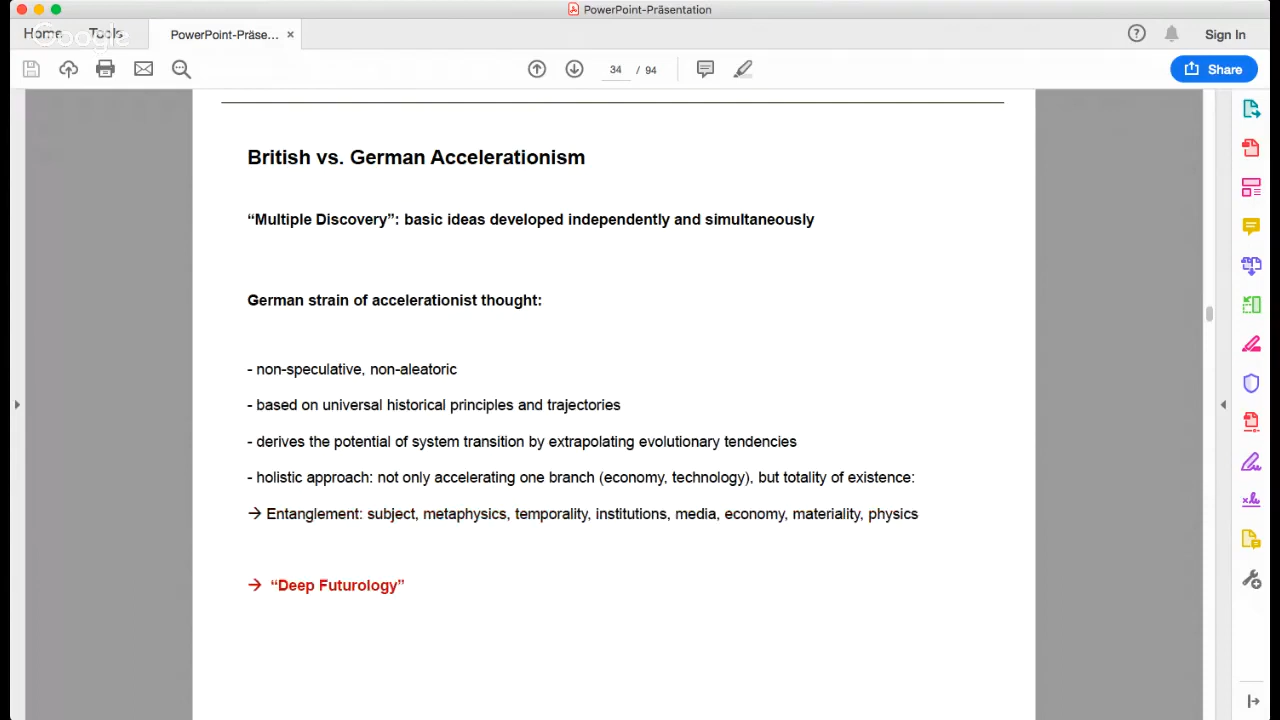 PowerPoint-Präsentation
Home Tools PowerPoint-Präse... × Sign In
Google
34 / 94 Share
British vs. German Accelerationism
“Multiple Discovery”: basic ideas developed independently and simultaneously
German strain of accelerationist thought:
- non-speculative, non-aleatoric
- based on universal historical principles and trajectories
- derives the potential of system transition by extrapolating evolutionary tendencies
- holistic approach: not only accelerating one branch (economy, technology), but totality of existence:
→ Entanglement: subject, metaphysics, temporality, institutions, media, economy, materiality, physics
→ “Deep Futurology”